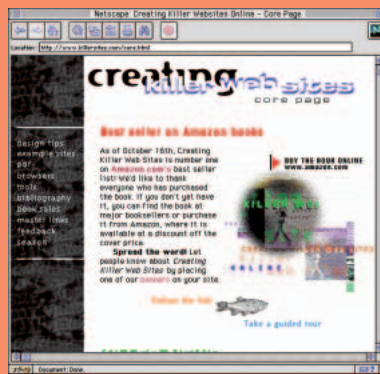 Netscape: Creating Killer Websites Online - Core Page
Location: http://www.killersites.com/core.html
creating
killer web sites
core page
design tips
example sites
pdf
browsers
tools
bibliography
book sales
master links
feedback
search
Best seller on Amazon books
As of October 16th, Creating
Killer Web Sites is number one
on Amazon.com's best seller
list! We'd like to thank
everyone who has purchased
the book. If you don't yet have
it, you can find the book at
major booksellers or purchase
it from Amazon, where it is
available at a discount off the
cover price.
Spread the word! Let
people know about Creating
Killer Web Sites by placing
one of our banners on your site.
BUY THE BOOK ONLINE
www.amazon.com
KILLER WEB
ONLINE
Follow the fish
Take a guided tour
Document: Done.